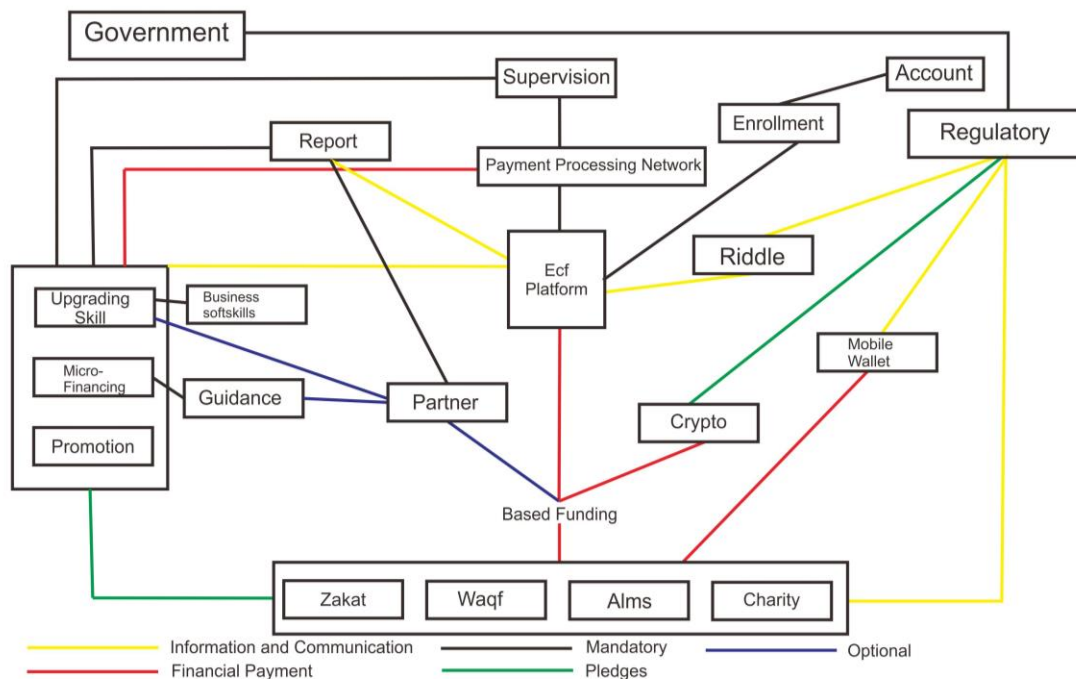 Government
Supervision
Account
Enrollment
Regulatory
Report
Payment Processing Network
Ecf
Platform
Riddle
Upgrading
Skill
Business
softskills
Mobile
Wallet
Micro-
Financing
Guidance
Partner
Crypto
Promotion
Based Funding
Zakat
Waqf
Alms
Charity
Information and Communication
Mandatory
Optional
Financial Payment
Pledges